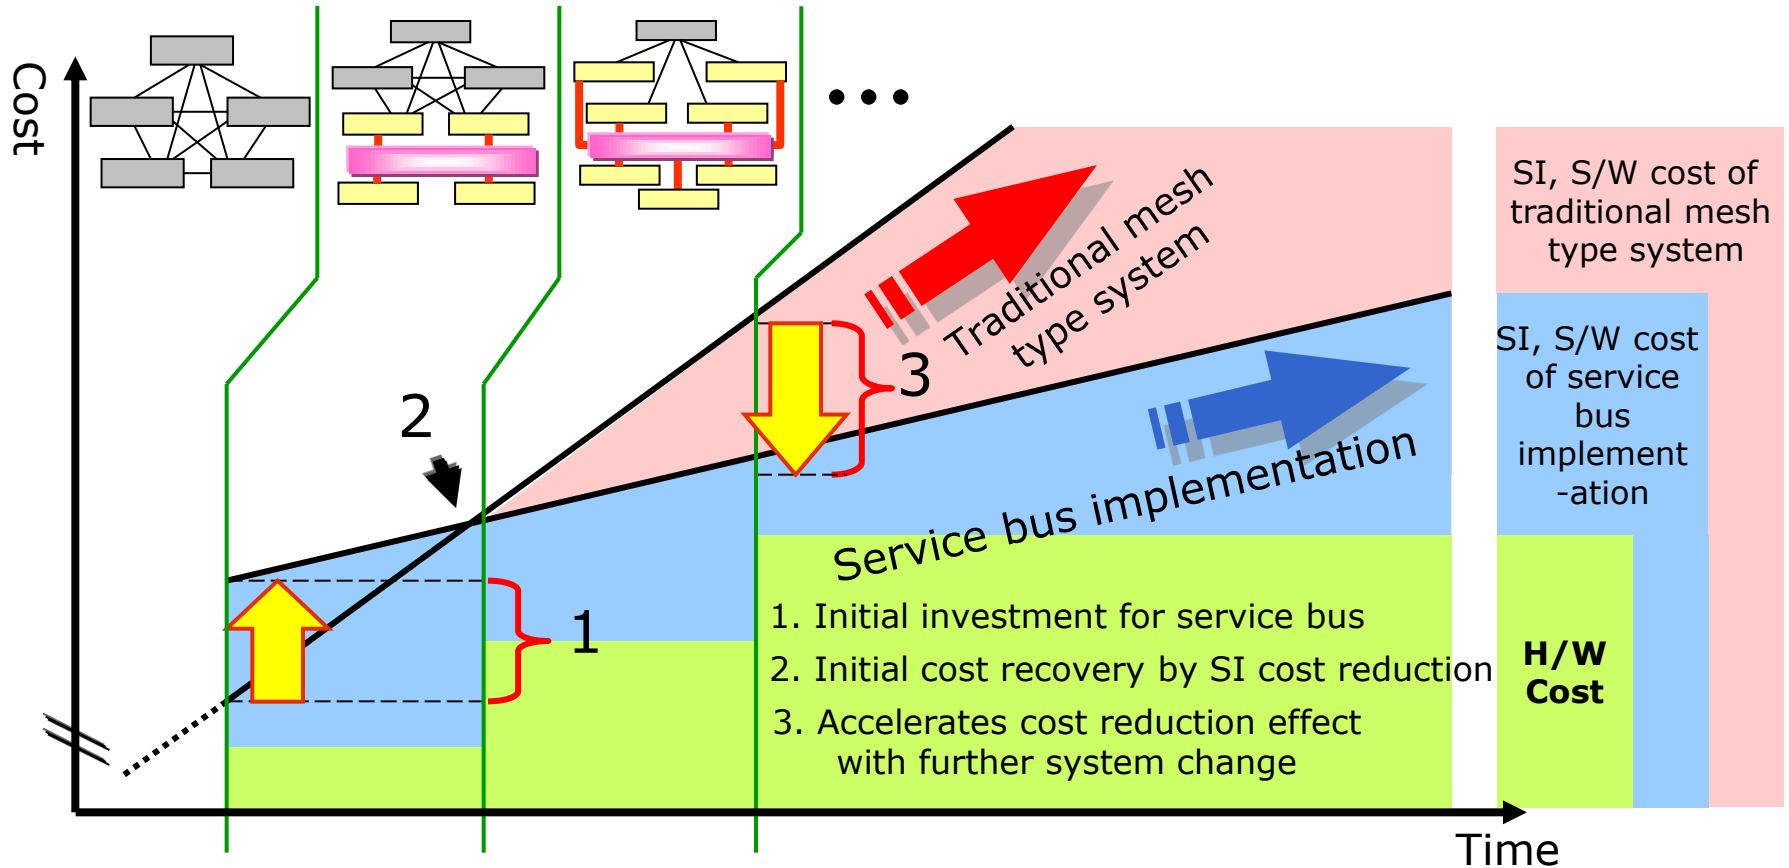 Cost
2
3
1
Traditional mesh
type system
Service bus implementation
1. Initial investment for service bus
2. Initial cost recovery by SI cost reduction
3. Accelerates cost reduction effect
with further system change
SI, S/W cost of
traditional mesh
type system
SI, S/W cost
of service
bus
implement
-ation
H/W
Cost
Time